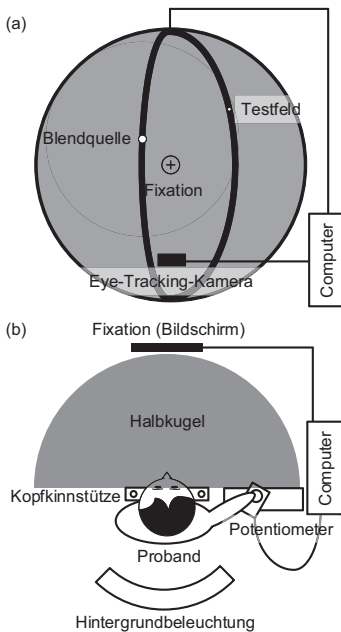 (a)
Testfeld
Blendquelle
Fixation
Computer
Eye-Tracking-Kamera
(b)
Fixation (Bildschirm)
Halbkugel
Computer
Kopfkinnstütze
Potentiometer
Proband
Hintergrundbeleuchtung